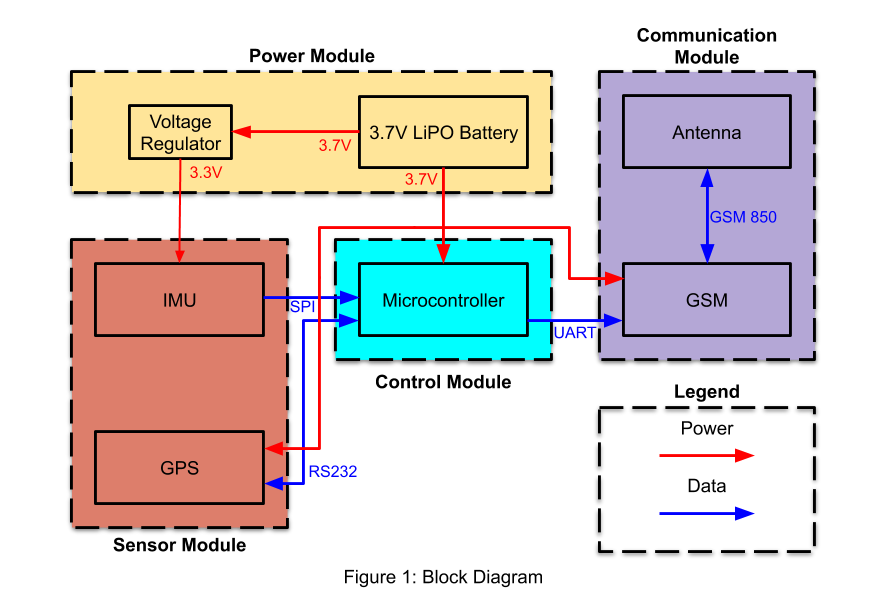 Power Module
Communication
Module
Voltage
Regulator
3.7V
3.7V LiPO Battery
Antenna
3.3V
3.7V
GSM 850
IMU
SPI
Microcontroller
UART
GSM
Control Module
Legend
Power
Data
GPS
RS232
Sensor Module
Figure 1: Block Diagram